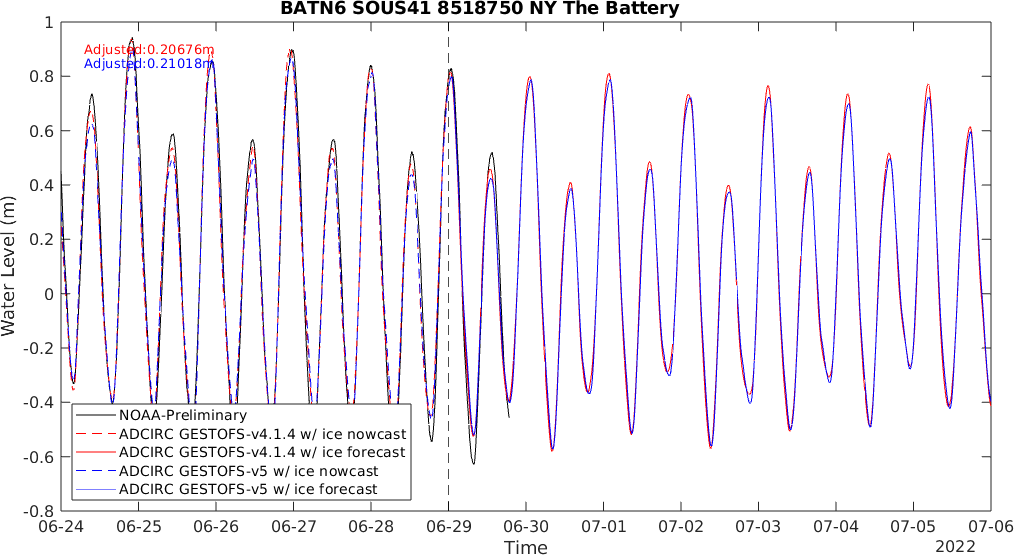 BATN6 SOUS41 8518750 NY The Battery
Adjusted:0.20676m
Adjusted:0.21018m
Water Level (m)
1
0.8
0.6
0.4
0.2
0
-0.2
-0.4
-0.6
-0.8
NOAA-Preliminary
ADCIRC GESTOFS-v4.1.4 w/ ice nowcast
ADCIRC GESTOFS-v4.1.4 w/ ice forecast
ADCIRC GESTOFS-v5 w/ ice nowcast
ADCIRC GESTOFS-v5 w/ ice forecast
06-24 06-25 06-26 06-27 06-28 06-29 06-30 07-01 07-02 07-03 07-04 07-05 07-06
Time
2022